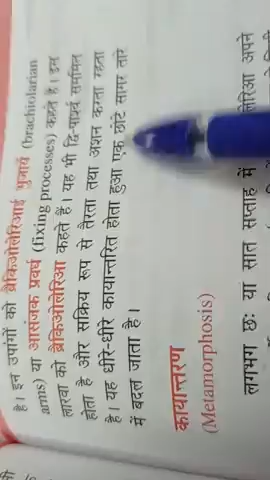 है। इन उपांगों को ब्रैकिओलेरिआई भुजायें (brachiolarian
arms) या आसंजक प्रवर्ध (fixing processes) कहते हैं। इस
लारवा को ब्रैकिओलेरिआ कहते हैं। यह भी द्वि-पार्श्व सममित
होता है और सक्रिय रूप से तैरता तथा अशन करता रहता
है। यह धीरे-धीरे कायान्तरित होता हुआ एक छोटे सागर तारे
में बदल जाता है।
कायान्तरण
(Metamorphosis)
लगभग छः या सात सप्ताह में अपने